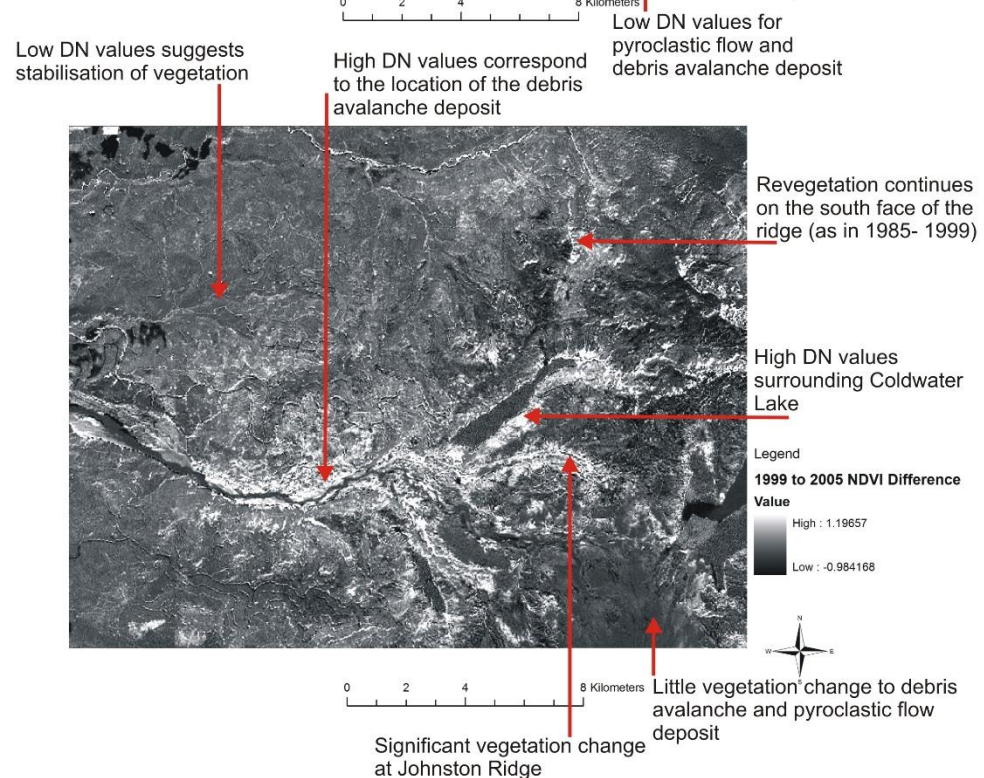 0 2 4 8 Kilometers
Low DN values for
pyroclastic flow and
debris avalanche deposit
Low DN values suggests
stabilisation of vegetation
High DN values correspond
to the location of the debris
avalanche deposit
Revegetation continues
on the south face of the
ridge (as in 1985- 1999)
High DN values
surrounding Coldwater
Lake
Legend
1999 to 2005 NDVI Difference
Value
High : 1.19657
Low : -0.984168
N
W E
S
0 2 4 8 Kilometers
Little vegetation change to debris
avalanche and pyroclastic flow
deposit
Significant vegetation change
at Johnston Ridge